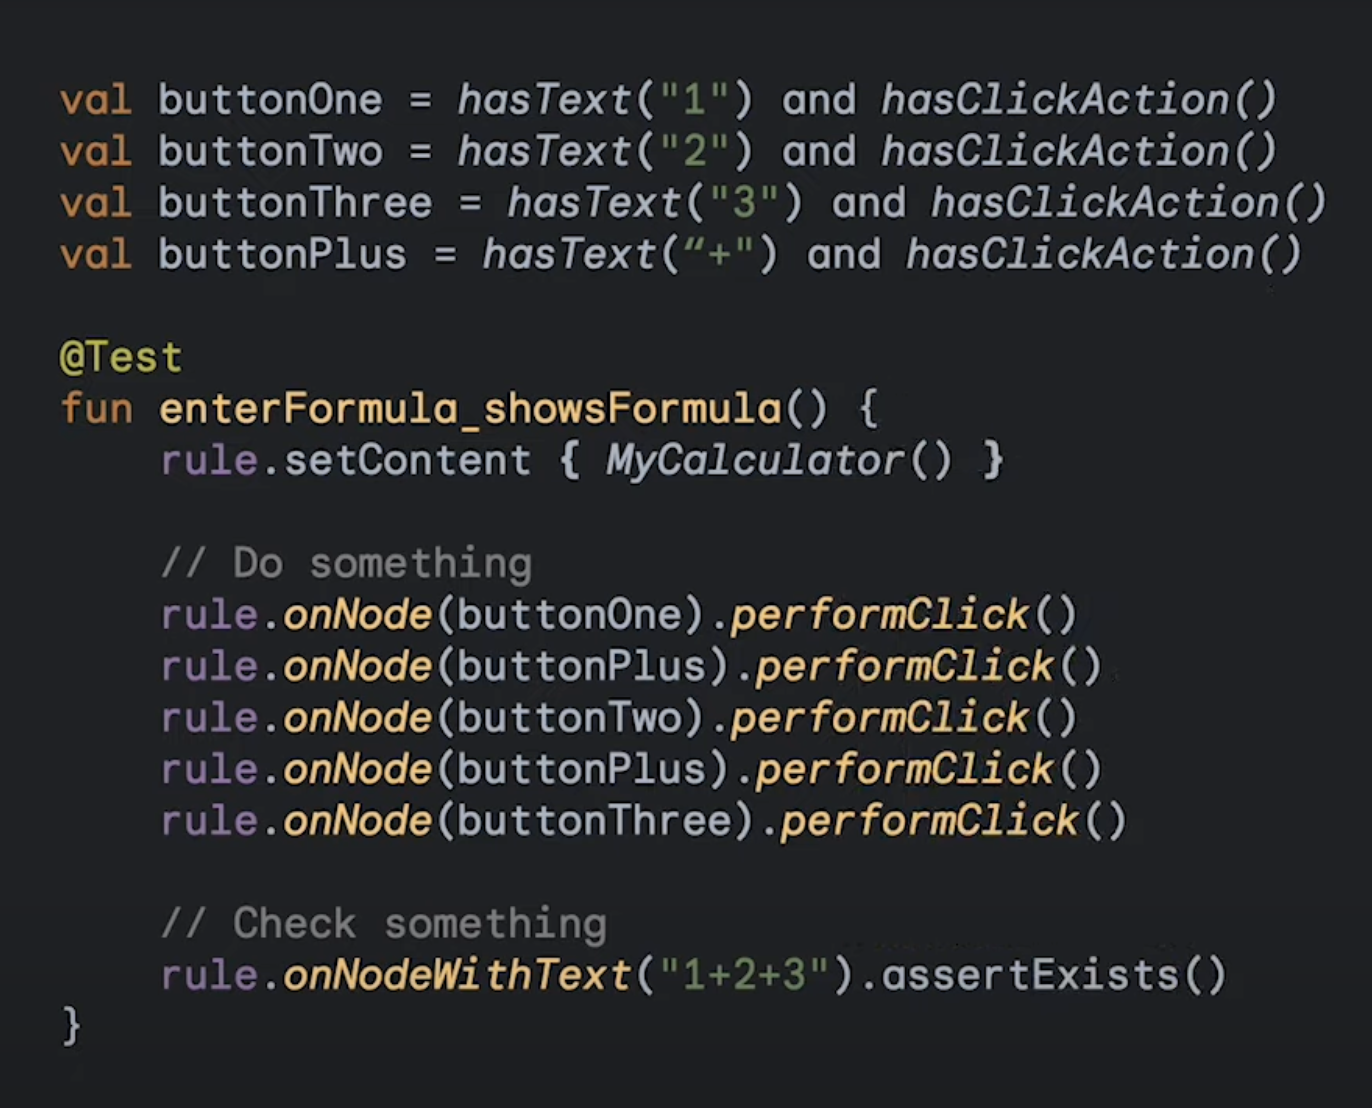 val buttonOne = hasText("1") and hasClickAction()
val buttonTwo = hasText("2") and hasClickAction()
val buttonThree = hasText("3") and hasClickAction()
val buttonPlus = hasText(“+") and hasClickAction()

@Test
fun enterFormula_showsFormula() {
    rule.setContent { MyCalculator() }

    // Do something
    rule.onNode(buttonOne).performClick()
    rule.onNode(buttonPlus).performClick()
    rule.onNode(buttonTwo).performClick()
    rule.onNode(buttonPlus).performClick()
    rule.onNode(buttonThree).performClick()

    // Check something
    rule.onNodeWithText("1+2+3").assertExists()
}